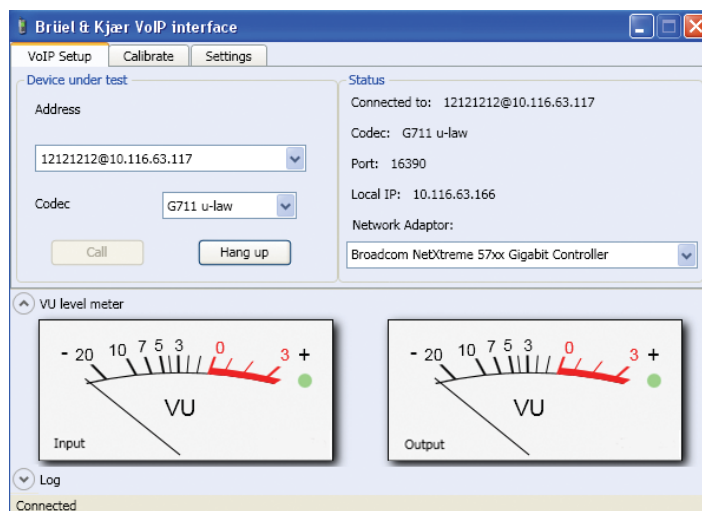 Brüel & Kjær VoIP interface
VoIP Setup Calibrate Settings
Device under test
Address
12121212@10.116.63.117
Codec G711 u-law
Call Hang up
Status
Connected to: 12121212@10.116.63.117
Codec: G711 u-law
Port: 16390
Local IP: 10.116.63.166
Network Adaptor:
Broadcom NetXtreme 57xx Gigabit Controller
VU level meter
- 20 10 7 5 3 0 3 +
VU
Input
- 20 10 7 5 3 0 3 +
VU
Output
Log
Connected